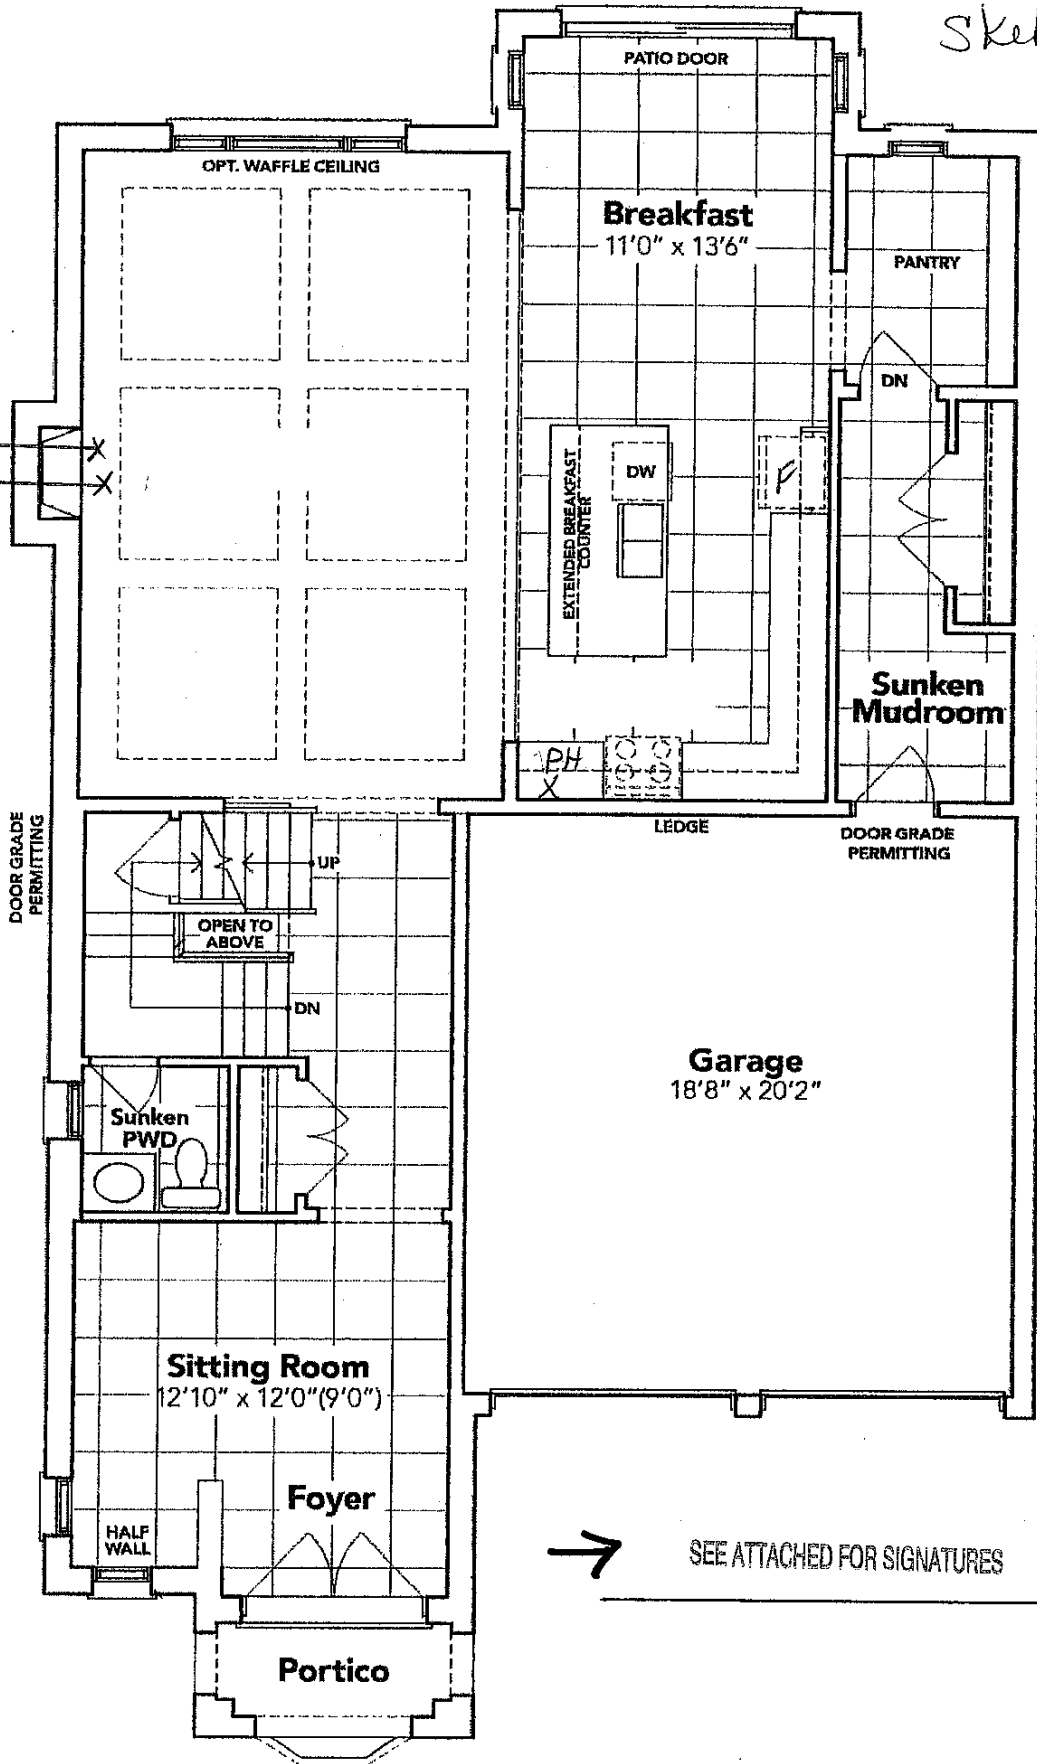 PATIO DOOR
OPT. WAFFLE CEILING
Breakfast
11'0" x 13'6"
PANTRY
DN
EXTENDED BREAKFAST
COUNTER
DW
F
Sunken
Mudroom
PH
X
X
X
LEDGE
DOOR GRADE
PERMITTING
DOOR GRADE
PERMITTING
UP
OPEN TO
ABOVE
DN
Garage
18'8" x 20'2"
Sunken
PWD
Sitting Room
12'10" x 12'0"(9'0")
Foyer
HALF
WALL
SEE ATTACHED FOR SIGNATURES
Portico